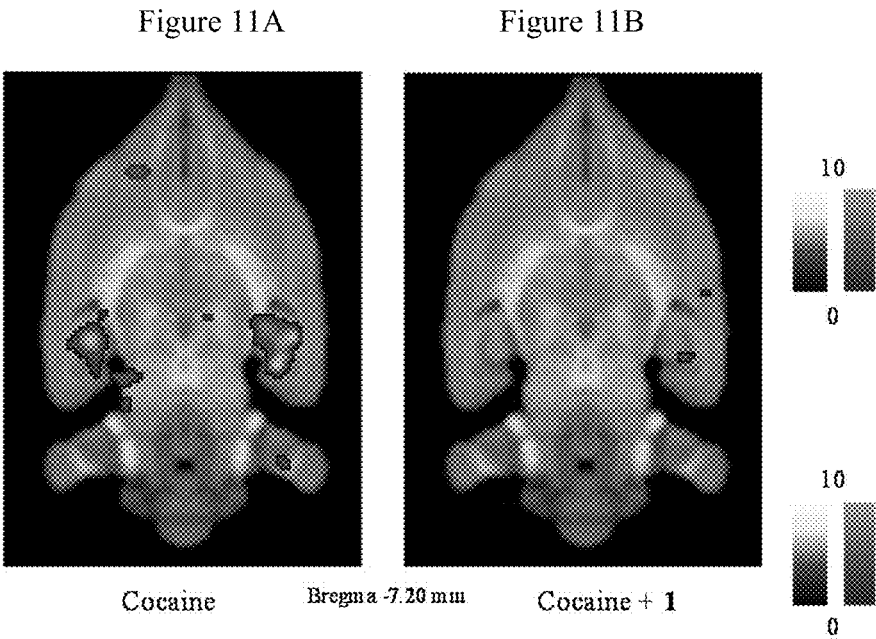 Figure 11A
Figure 11B
10
0
10
0
Cocaine
Bregma -7.20 mm
Cocaine + 1